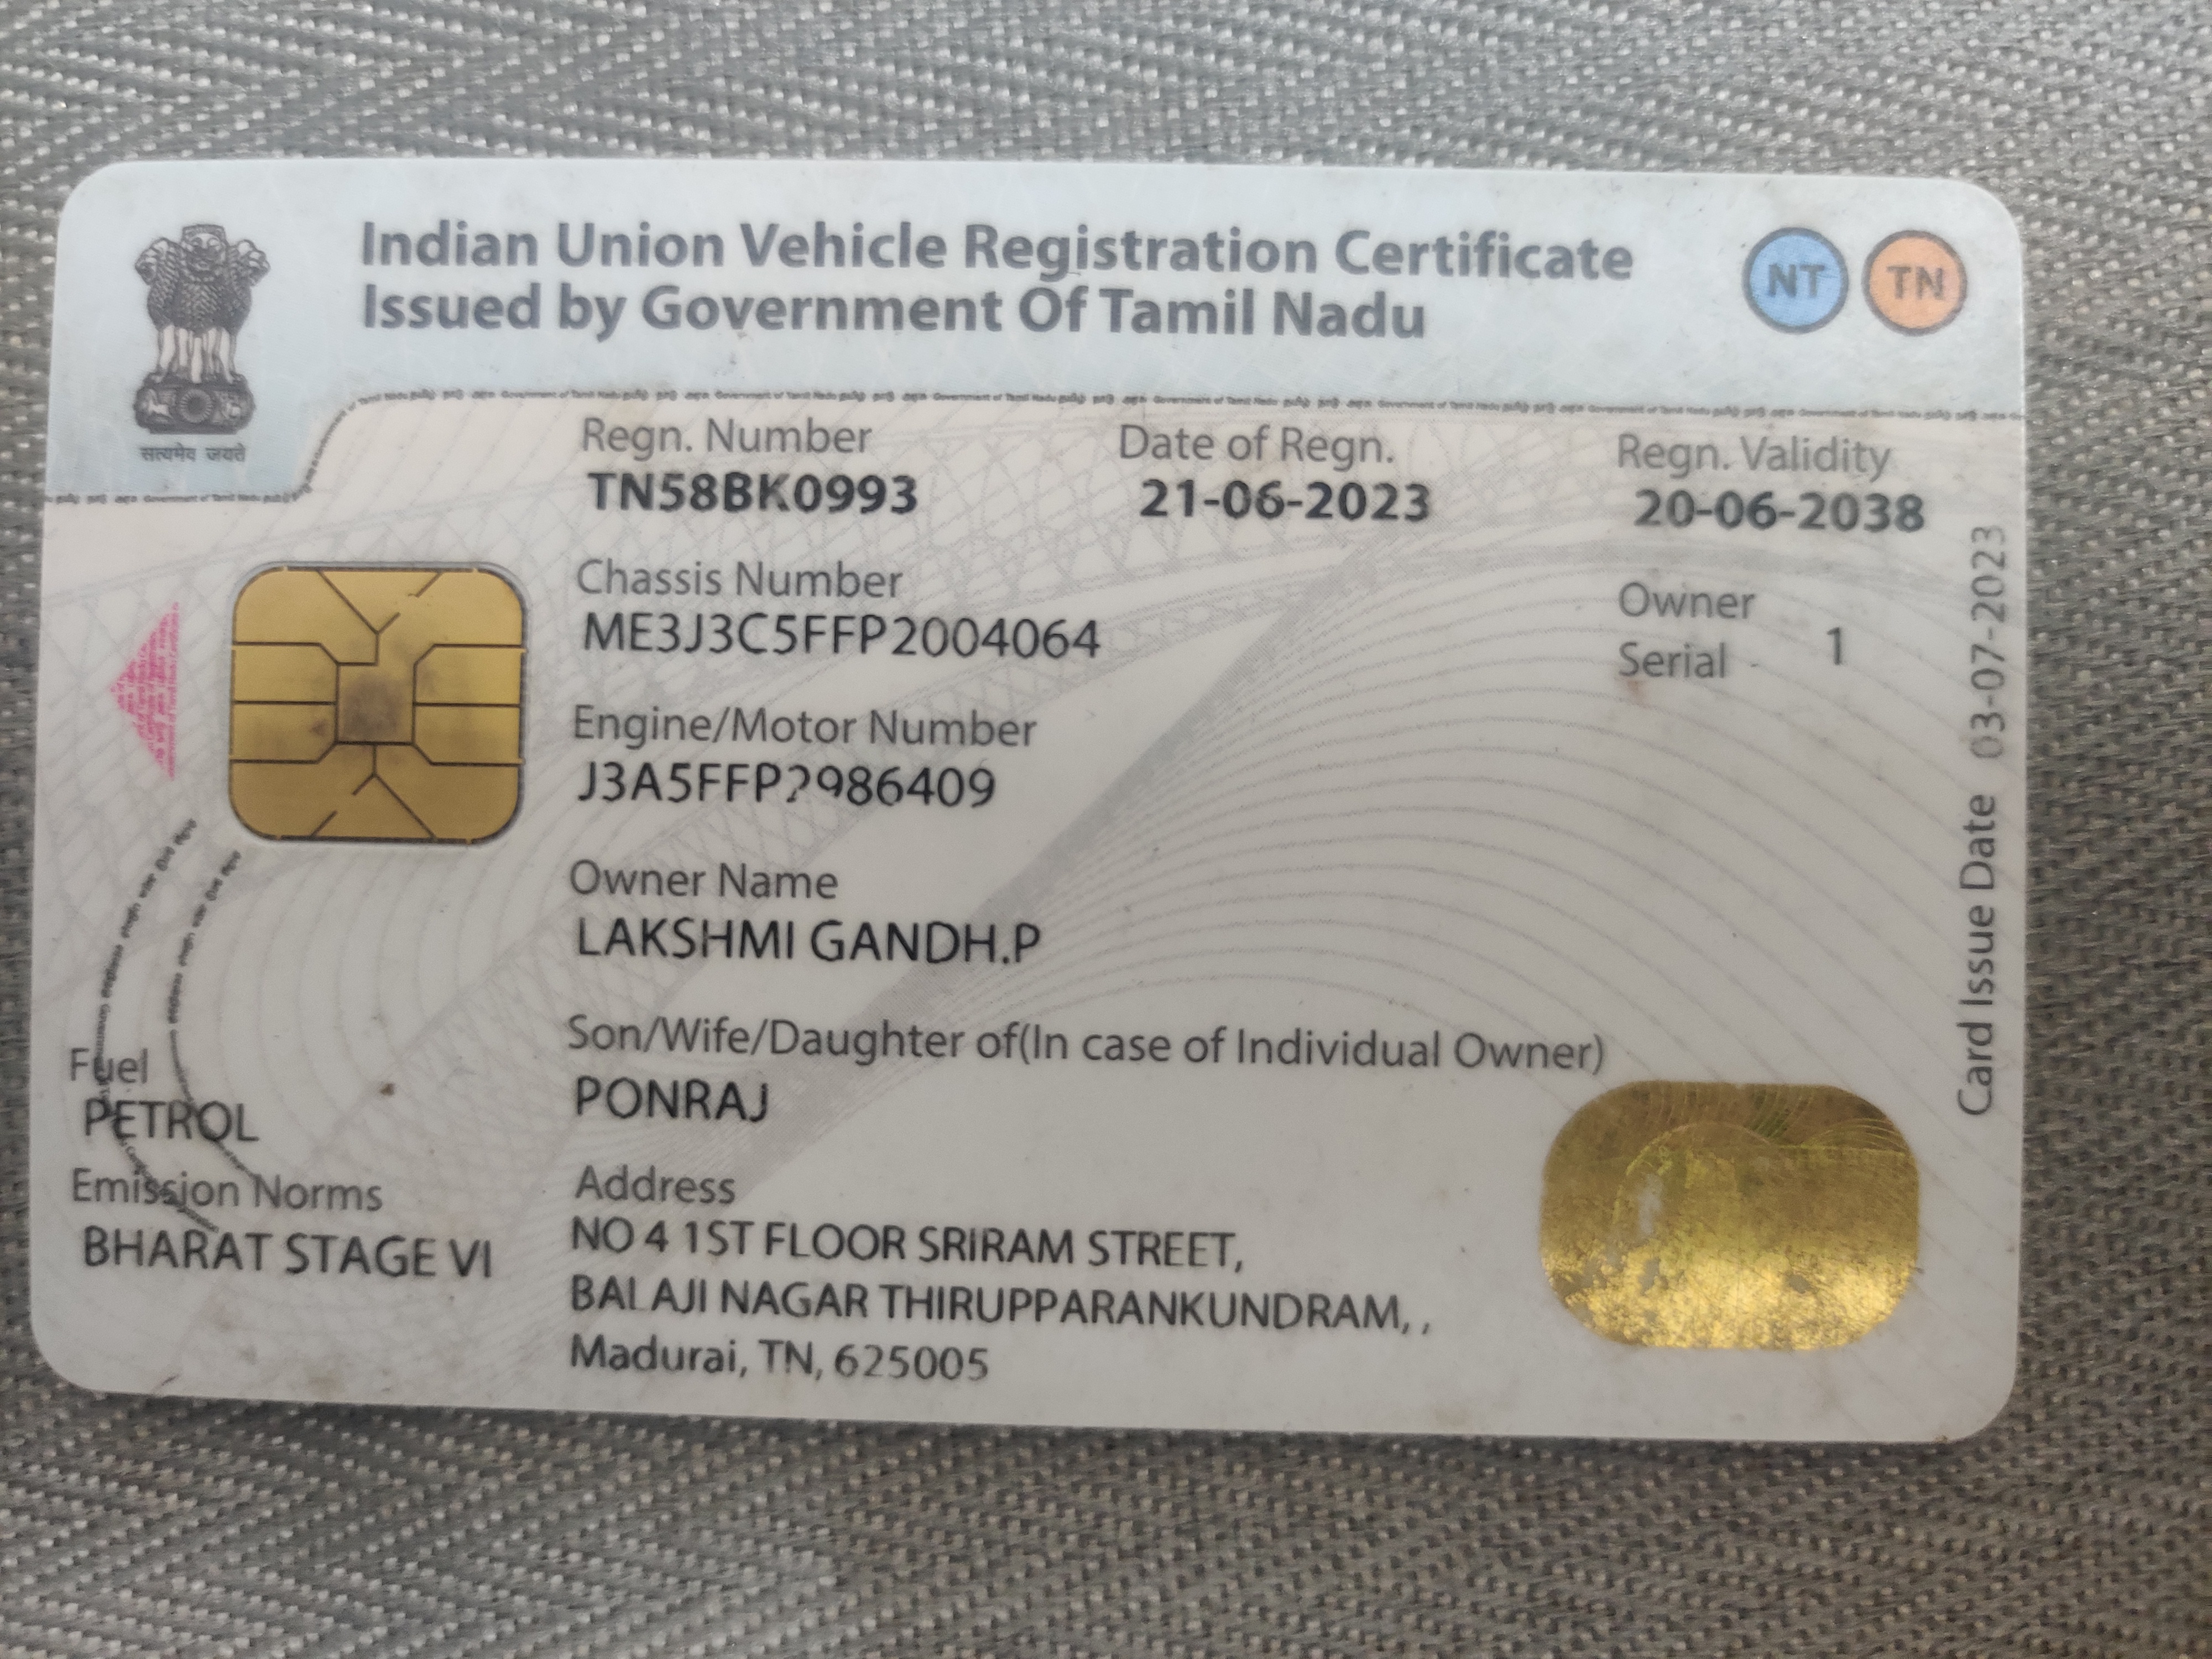 Indian Union Vehicle Registration Certificate
Issued by Government Of Tamil Nadu
NT TN
सत्यमेव जयते
Regn. Number Date of Regn. Regn. Validity
TN58BK0993 21-06-2023 20-06-2038
Chassis Number Owner
ME3J3C5FFP2004064 Serial 1
Engine/Motor Number
J3A5FFP2986409
Owner Name
LAKSHMI GANDH.P
Son/Wife/Daughter of(In case of Individual Owner)
PONRAJ
Fuel
PETROL
Emission Norms
BHARAT STAGE VI
Address
NO 4 1ST FLOOR SRIRAM STREET,
BALAJI NAGAR THIRUPPARANKUNDRAM, ,
Madurai, TN, 625005
Card Issue Date 03-07-2023